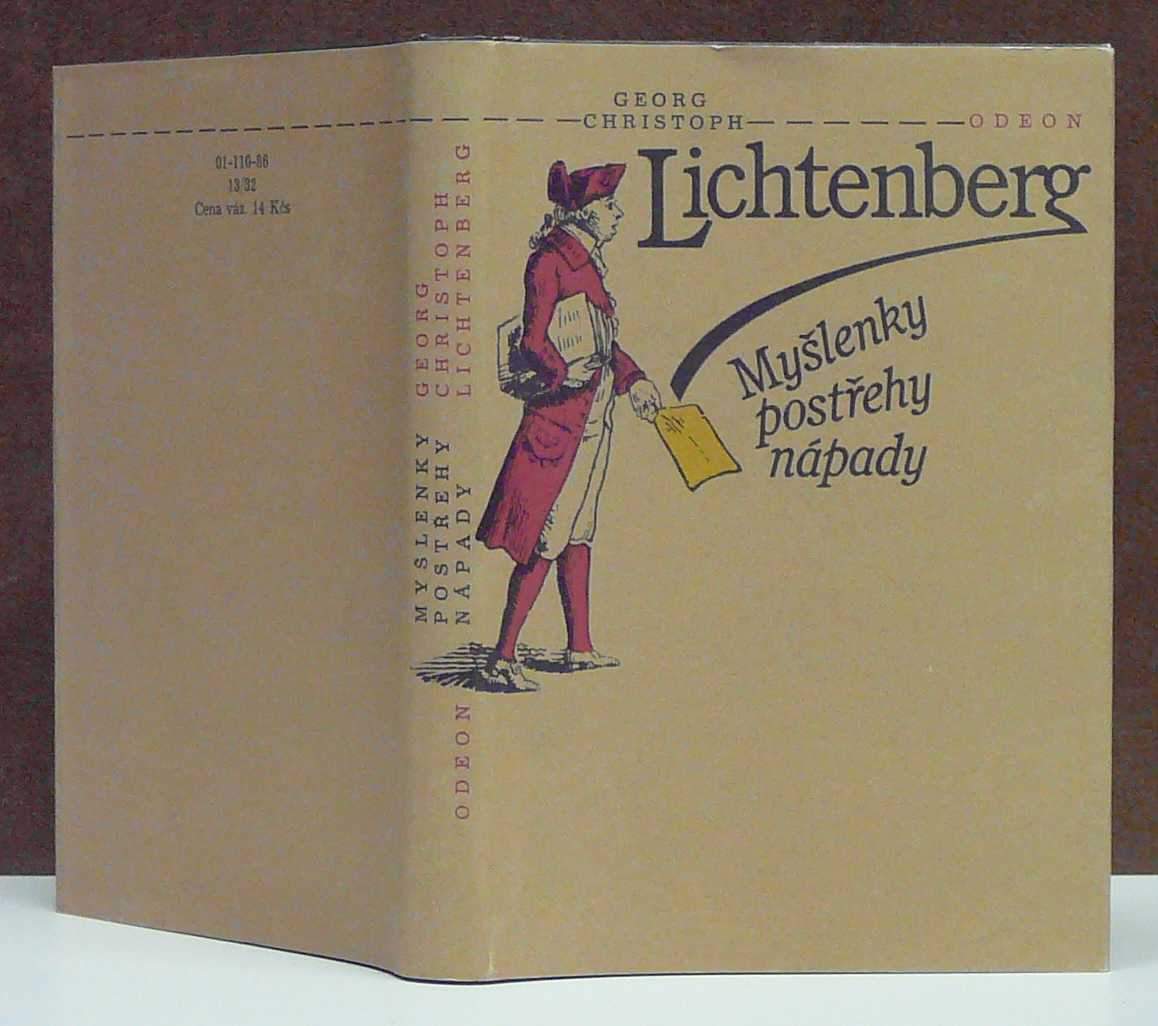 01-110-86
13/32
Cena váz. 14 Kčs
GEORG
CHRISTOPH
LICHTENBERG
MYŠLENKY
POSTŘEHY
NÁPADY
ODEON
GEORG
CHRISTOPH
ODEON
Lichtenberg
Myšlenky
postřehy
nápady